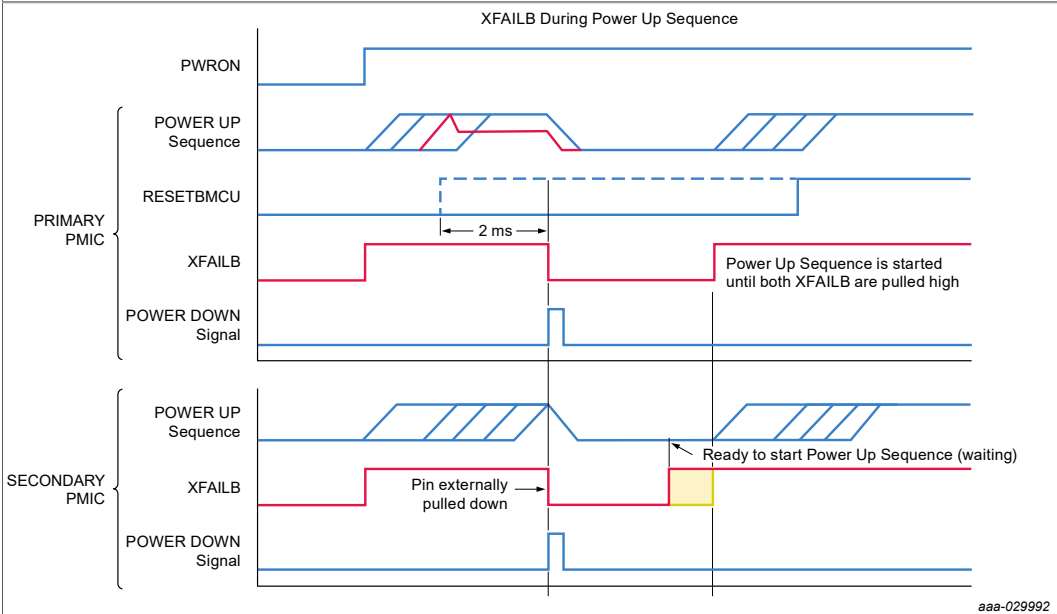 XFAILB During Power Up Sequence
PWRON
PRIMARY
PMIC
POWER UP
Sequence
RESETBMCU
2 ms
XFAILB
Power Up Sequence is started
until both XFAILB are pulled high
POWER DOWN
Signal
SECONDARY
PMIC
POWER UP
Sequence
Ready to start Power Up Sequence (waiting)
XFAILB
Pin externally
pulled down
POWER DOWN
Signal
aaa-029992